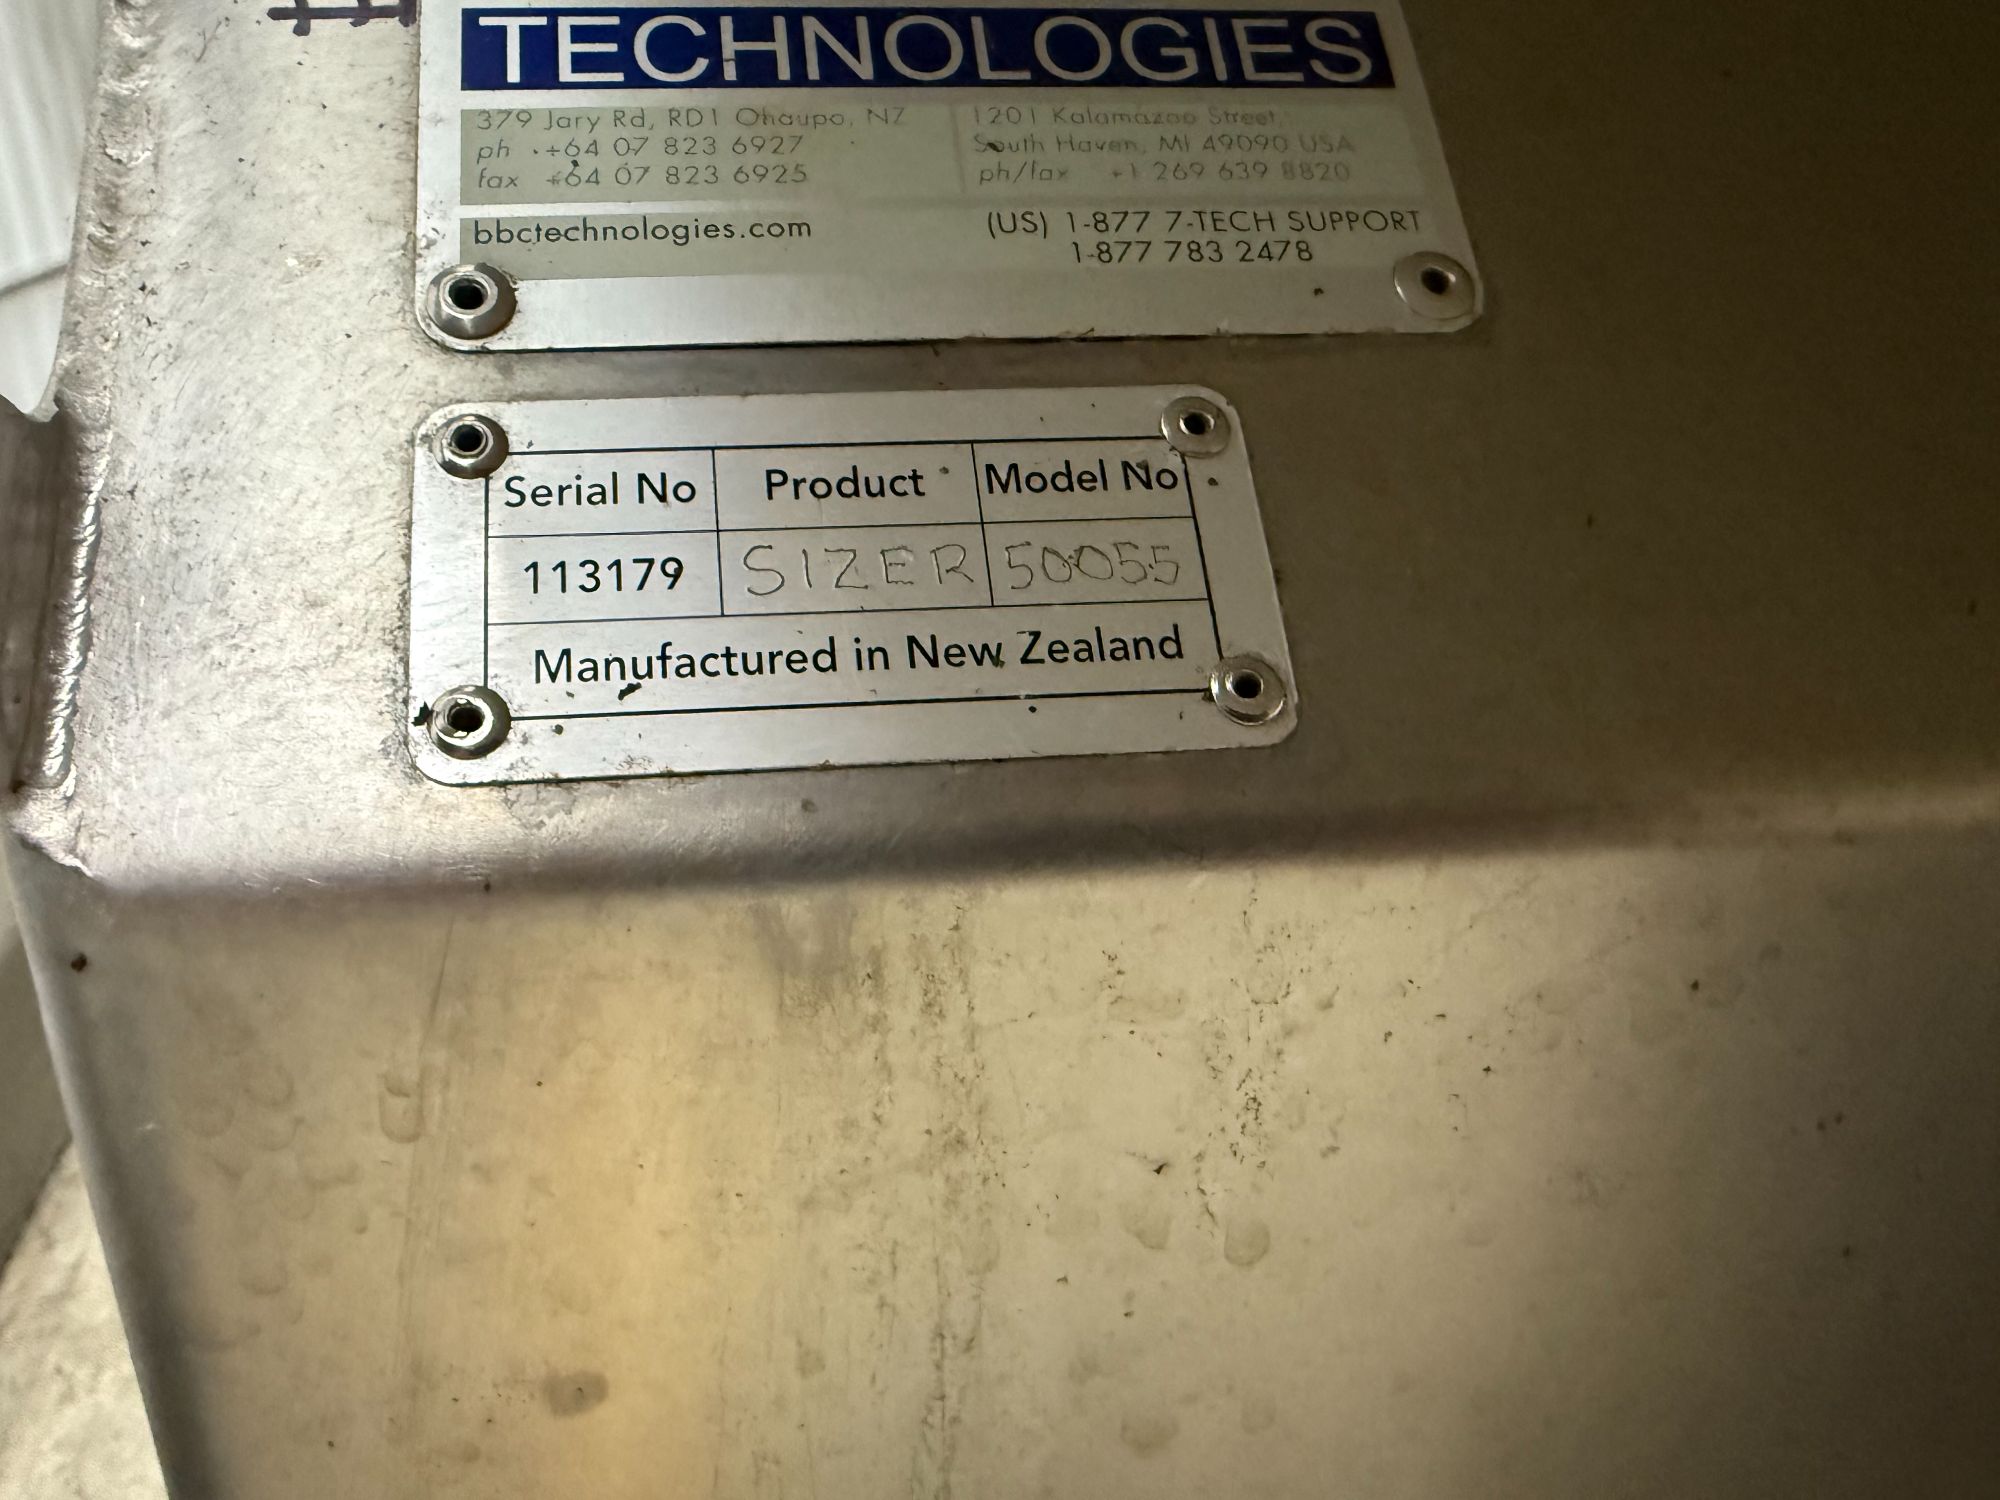 TECHNOLOGIES
379 Jary Rd, RD1 Ohaupo, NZ
ph +64 07 823 6927
fax +64 07 823 6925
1201 Kalamazoo Street,
South Haven, MI 49090 USA
ph/fax +1 269 639 8820
bbctechnologies.com
(US) 1-877 7-TECH SUPPORT
1-877 783 2478
Serial No Product Model No
113179 SIZER 50055
Manufactured in New Zealand